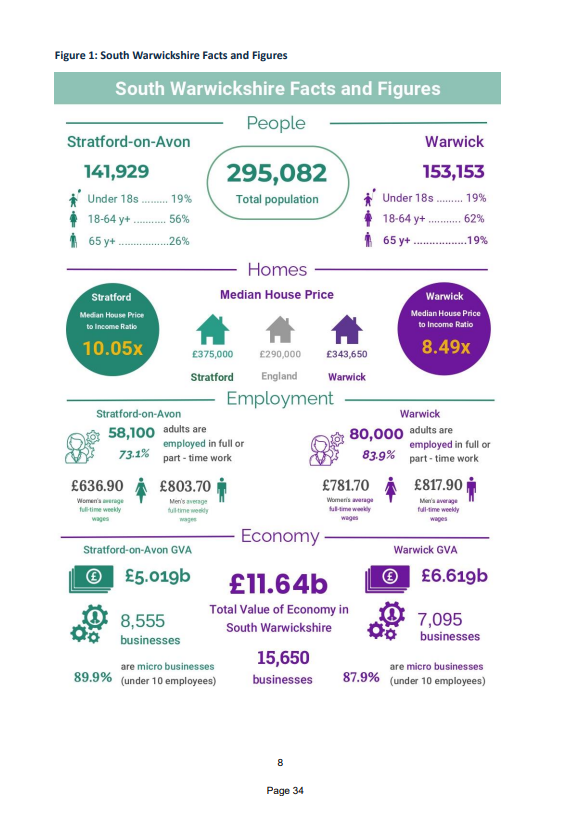 Figure 1: South Warwickshire Facts and Figures
South Warwickshire Facts and Figures
People
Stratford-on-Avon
141,929
Under 18s ......... 19%
18-64 y+ ........... 56%
65 y+ .................26%
295,082
Total population
Warwick
153,153
Under 18s ......... 19%
18-64 y+ ........... 62%
65 y+ .................19%
Homes
Stratford
Median House Price
to Income Ratio
10.05x
Median House Price
£375,000
£290,000
£343,650
Stratford
England
Warwick
Warwick
Median House Price
to Income Ratio
8.49x
Employment
Stratford-on-Avon
58,100
73.1%
adults are
employed in full or
part - time work
£636.90
Women's average
full-time weekly
wages
£803.70
Men's average
full-time weekly
wages
Warwick
80,000
83.9%
adults are
employed in full or
part - time work
£781.70
Women's average
full-time weekly
wages
£817.90
Men's average
full-time weekly
wages
Economy
Stratford-on-Avon GVA
£5.019b
8,555
businesses
89.9%
are micro businesses
(under 10 employees)
£11.64b
Total Value of Economy in
South Warwickshire
15,650
businesses
Warwick GVA
£6.619b
7,095
businesses
87.9%
are micro businesses
(under 10 employees)
8
Page 34